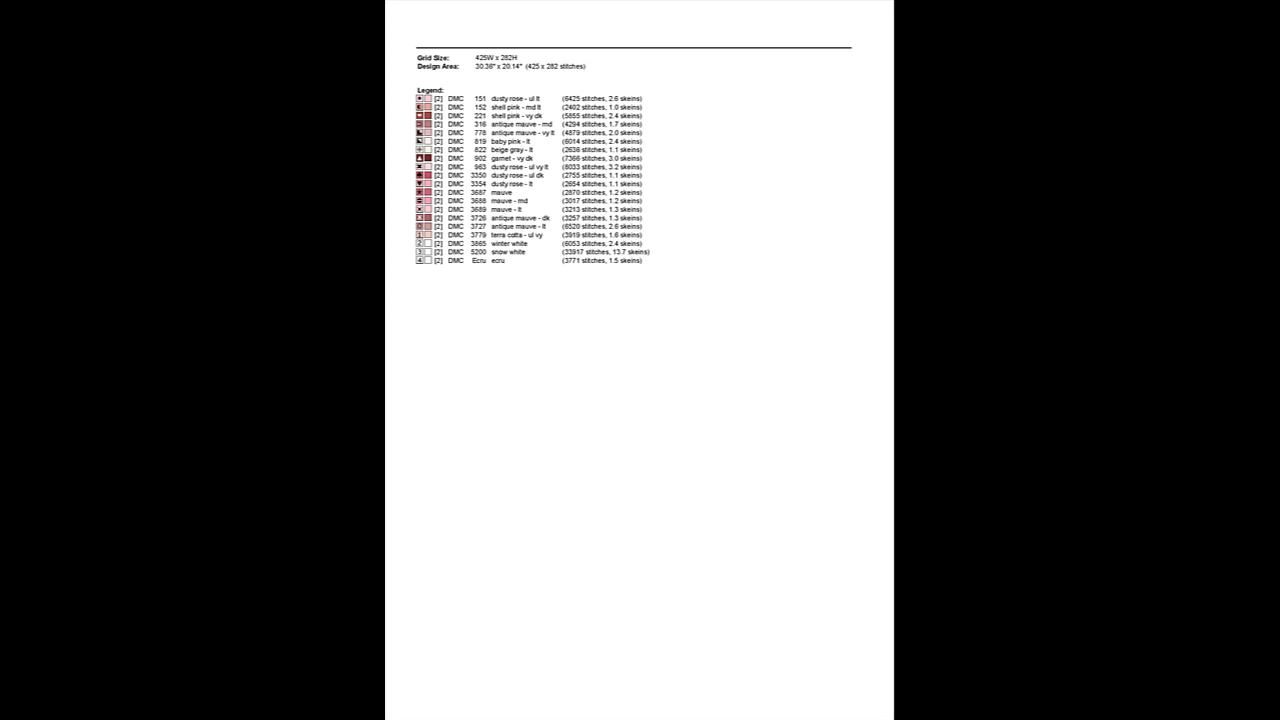 Grid Size: 425W x 282H
Design Area: 30.36" x 20.14" (425 x 282 stitches)
Legend:
[2] DMC 151 dusty rose - ul lt (6425 stitches, 2.6 skeins)
[2] DMC 152 shell pink - md lt (2402 stitches, 1.0 skeins)
[2] DMC 221 shell pink - vy dk (5855 stitches, 2.4 skeins)
[2] DMC 316 antique mauve - md (4294 stitches, 1.7 skeins)
[2] DMC 778 antique mauve - vy lt (4879 stitches, 2.0 skeins)
[2] DMC 819 baby pink - lt (6014 stitches, 2.4 skeins)
[2] DMC 822 beige gray - lt (2636 stitches, 1.1 skeins)
[2] DMC 902 garnet - vy dk (7366 stitches, 3.0 skeins)
[2] DMC 963 dusty rose - ul vy lt (8033 stitches, 3.2 skeins)
[2] DMC 3350 dusty rose - ul dk (2755 stitches, 1.1 skeins)
[2] DMC 3354 dusty rose - lt (2654 stitches, 1.1 skeins)
[2] DMC 3687 mauve (2870 stitches, 1.2 skeins)
[2] DMC 3688 mauve - md (3017 stitches, 1.2 skeins)
[2] DMC 3689 mauve - lt (3213 stitches, 1.3 skeins)
[2] DMC 3726 antique mauve - dk (3257 stitches, 1.3 skeins)
[2] DMC 3727 antique mauve - lt (6520 stitches, 2.6 skeins)
1 [2] DMC 3779 terra cotta - ul vy (3919 stitches, 1.6 skeins)
2 [2] DMC 3865 winter white (6053 stitches, 2.4 skeins)
3 [2] DMC 5200 snow white (33917 stitches, 13.7 skeins)
4 [2] DMC Ecru ecru (3771 stitches, 1.5 skeins)